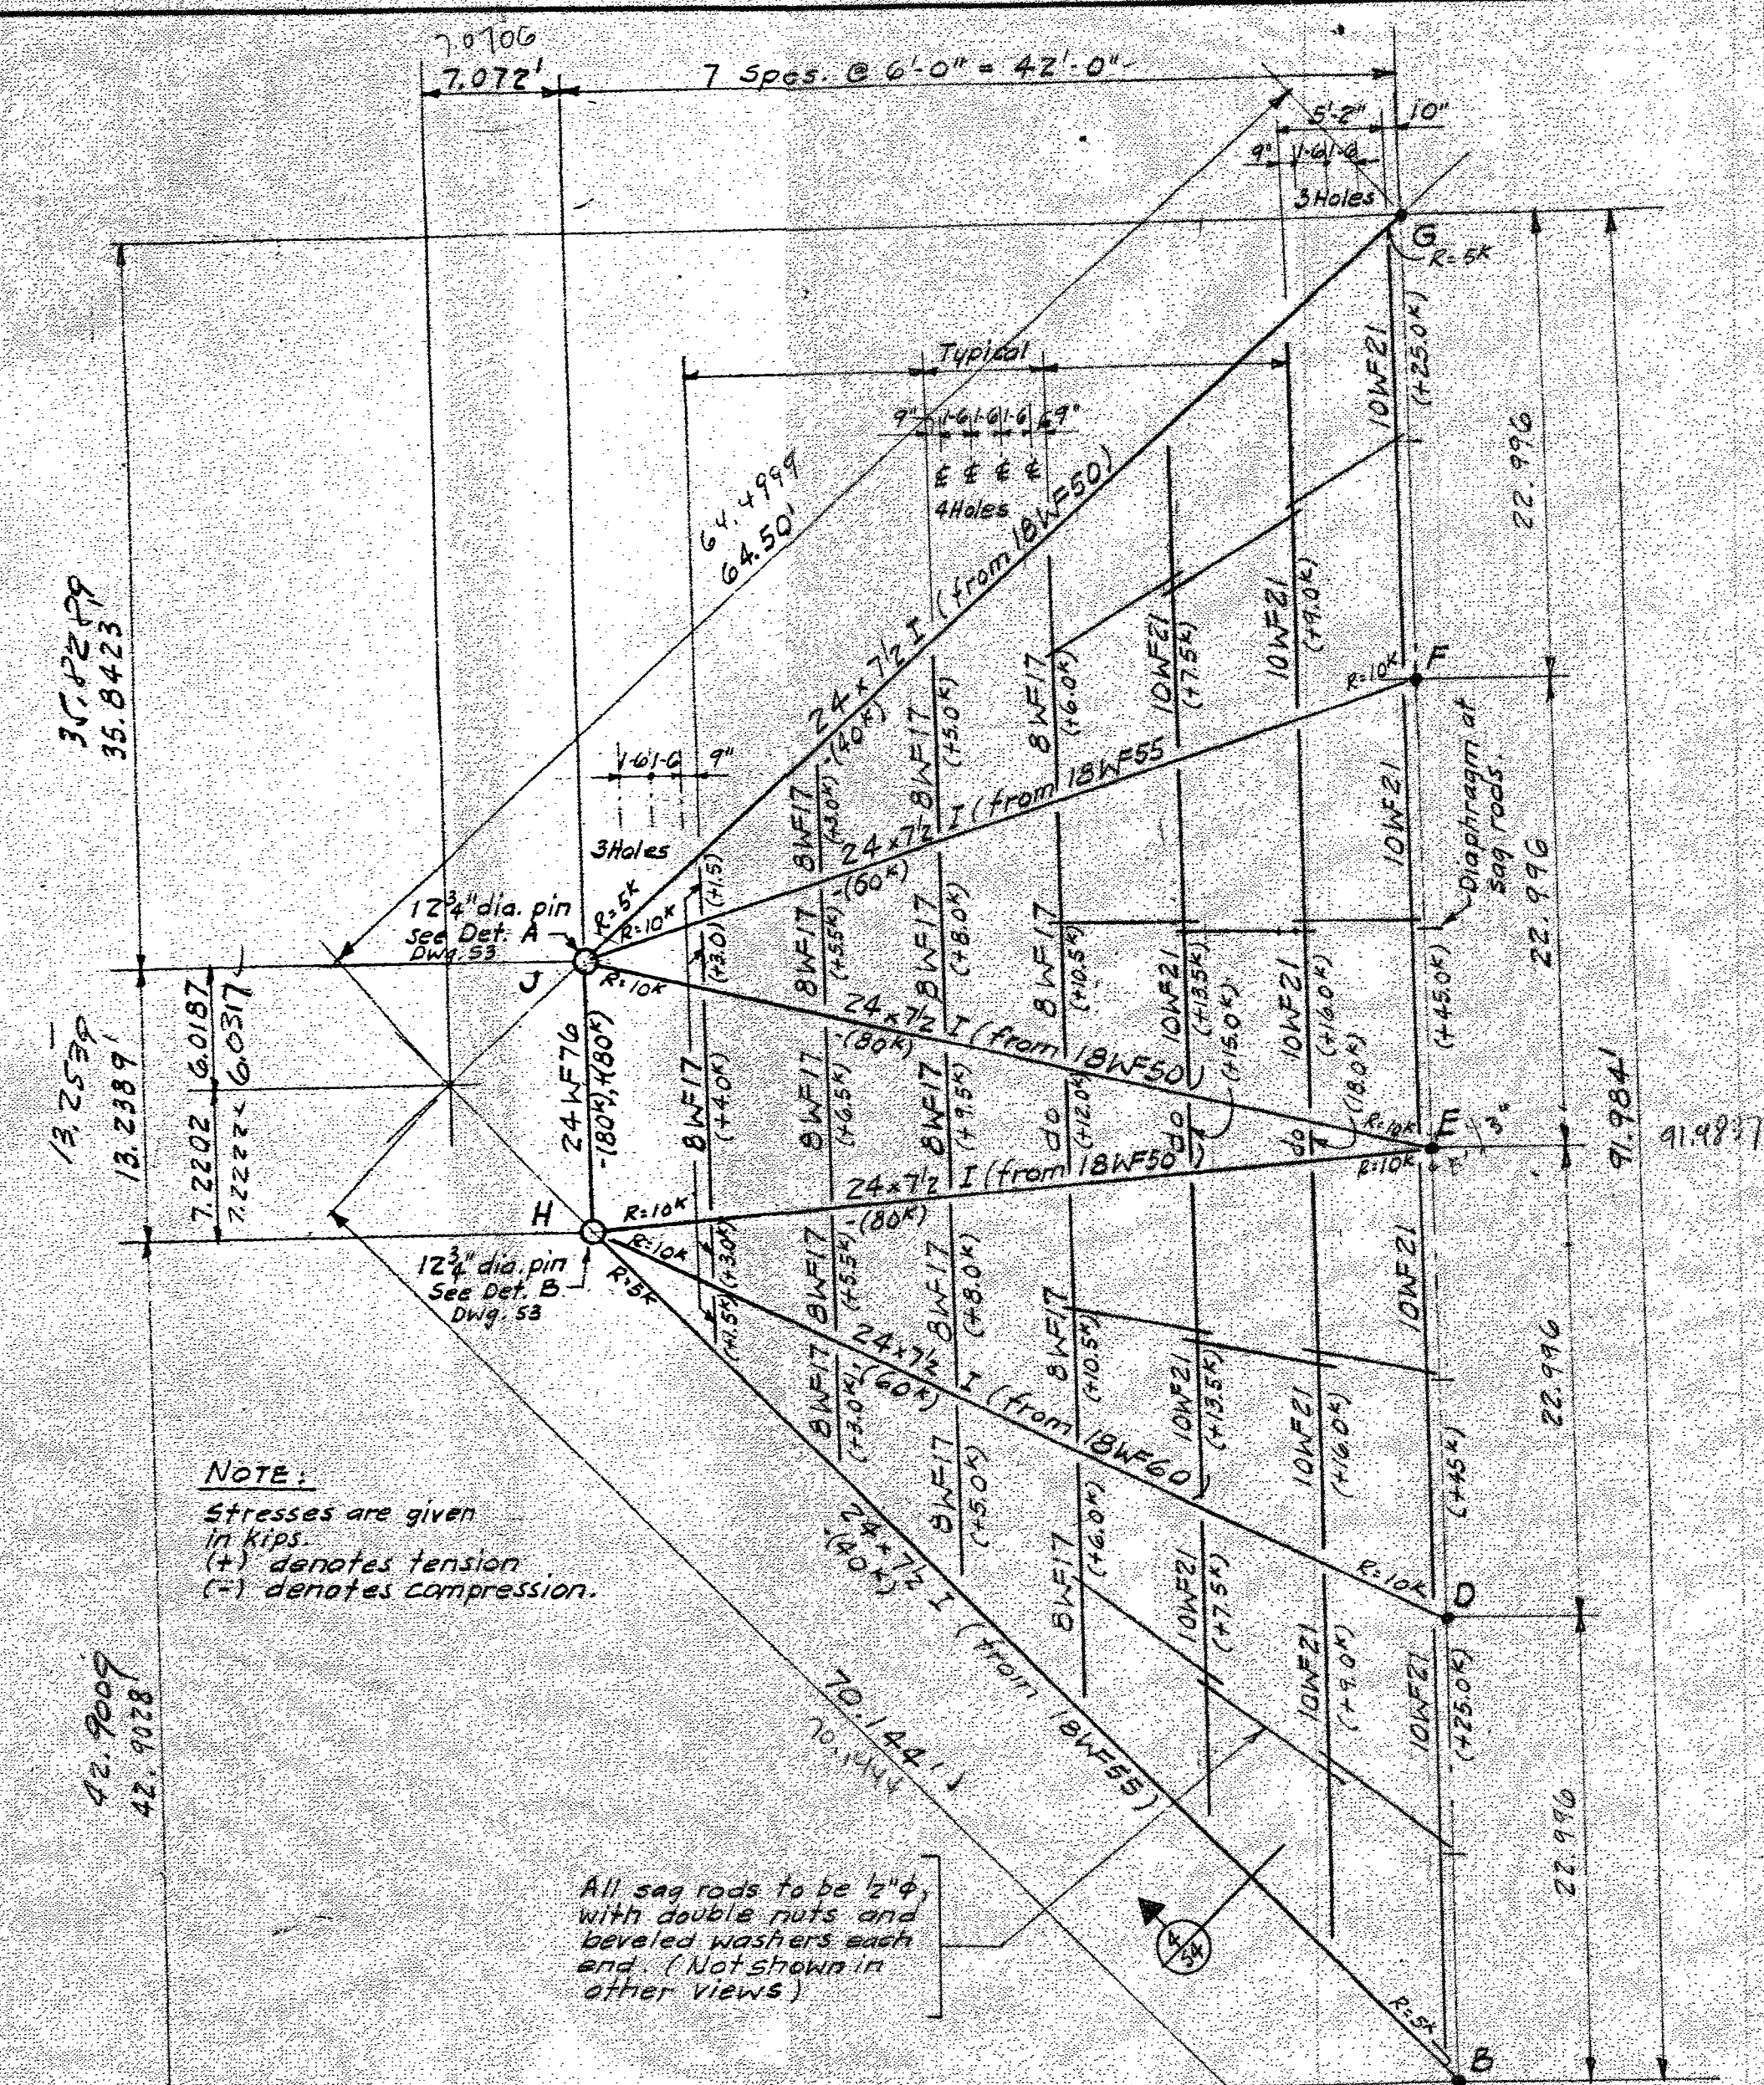 7.0706
7.072'
7 Spcs. @ 6'-0" = 42'-0"
5'-2"
10"
9"
1-6
1-6
3 Holes
G
R=5K
10WF21
(+25.0K)
22.996
Typical
9"
1-6
1-6
1-6
9"
4 Holes
64.4999
64.50'
24 x 7½ I (from 18WF50)
-(40K)
35.8423'
8WF17
(+3.0K)
8WF17
(+5.0K)
8WF17
(+6.0K)
10WF21
(+7.5K)
10WF21
(+9.0K)
R=10K
F
Diaphragm at
Sag rods.
1-6
1-6
9"
3 Holes
24 x 7½ I (from 18WF55
-(60K)
10WF21
22.996
12¾" dia. pin
see Det. A
Dwg. S3
R=5K
R=10K
R=10K
J
(+1.5)
(+3.0)
8WF17
(+5.5K)
8WF17
(+8.0K)
8WF17
(+10.5K)
10WF21
(+13.5K)
10WF21
(+16.0K)
(+45.0K)
24 x 7½ I (from 18WF50)
-(80K)
13.2389'
6.0187
6.0317
7.2202
7.2222
24WF76
-(180K),+(80K)
8WF17
(+4.0K)
8WF17
(+6.5K)
8WF17
(+9.5K)
do
(+12.0K)
do
(+15.0K)
do
(18.0K)
R=10K
E
R=10K
91.984'
24 x 7½ I (from 18WF50)
-(80K)
H
R=10K
R=10K
R=5K
12¾" dia. pin
See Det. B
Dwg. S3
(+3.0K)
(+1.5K)
8WF17
(+5.5K)
8WF17
(+8.0K)
8WF17
(+10.5K)
10WF21
(+13.5K)
10WF21
(+16.0K)
10WF21
(+45K)
22.996
24 x 7½ I (from 18WF60
(60K)
8WF17
(+3.0K)
8WF17
(+5.0K)
8WF17
(+6.0K)
10WF21
(+7.5K)
10WF21
(+9.0K)
R=10K
D
10WF21
(+25.0K)
NOTE:
Stresses are given
in kips.
(+) denotes tension
(-) denotes compression.
24 x 7½ I (from 18WF55)
(40K)
42.9009
42.9028'
70.144'
70.1444
22.996
All sag rods to be ½"φ,
with double nuts and
beveled washers each
end. (Not shown in
other views)
4
S4
R=5K
B